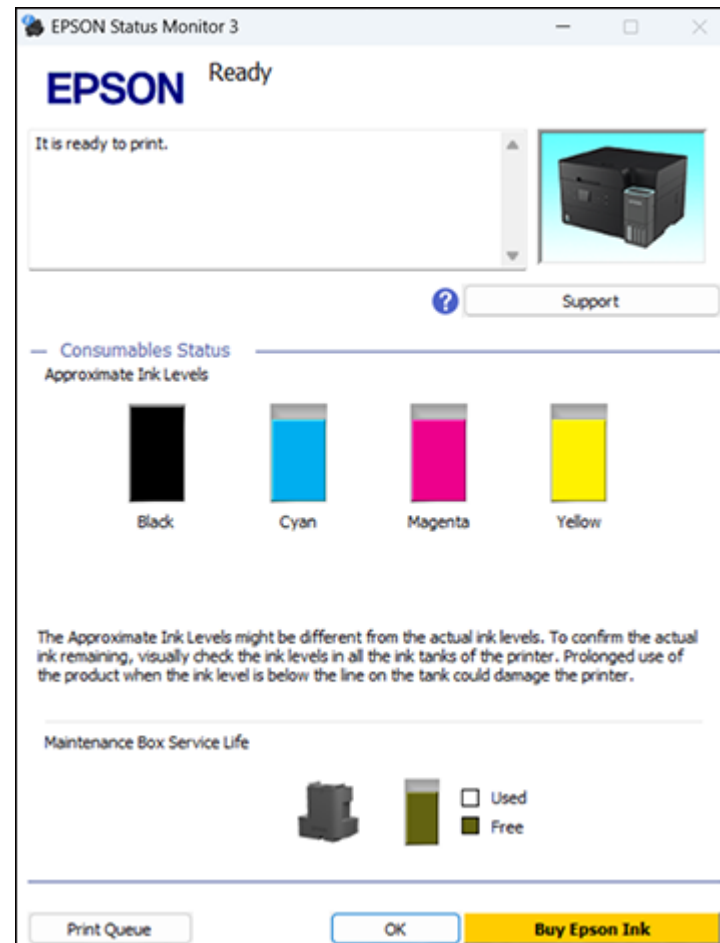 EPSON Status Monitor 3
EPSON
Ready
It is ready to print.
?
Support
Consumables Status
Approximate Ink Levels
Black
Cyan
Magenta
Yellow
The Approximate Ink Levels might be different from the actual ink levels. To confirm the actual
ink remaining, visually check the ink levels in all the ink tanks of the printer. Prolonged use of
the product when the ink level is below the line on the tank could damage the printer.
Maintenance Box Service Life
Used
Free
Print Queue
OK
Buy Epson Ink